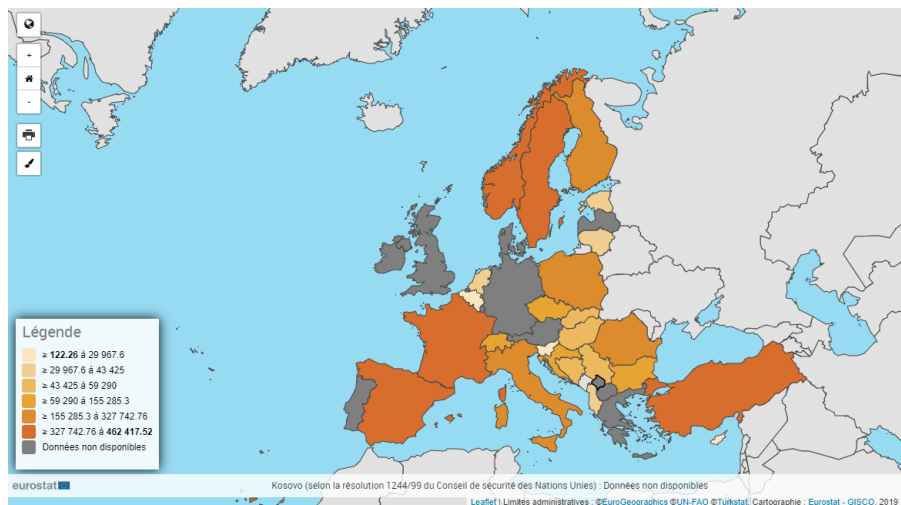 +
-
Légende
≥ 122.26 à 29 967.6
≥ 29 967.6 à 43 425
≥ 43 425 à 59 290
≥ 59 290 à 155 285.3
≥ 155 285.3 à 327 742.76
≥ 327 742.76 à 462 417.52
Données non disponibles
eurostat
Kosovo (selon la résolution 1244/99 du Conseil de sécurité des Nations Unies) : Données non disponibles
Leaflet | Limites administratives : ©EuroGeographics ©UN-FAO ©Turkstat, Cartographie : Eurostat - GISCO, 2019